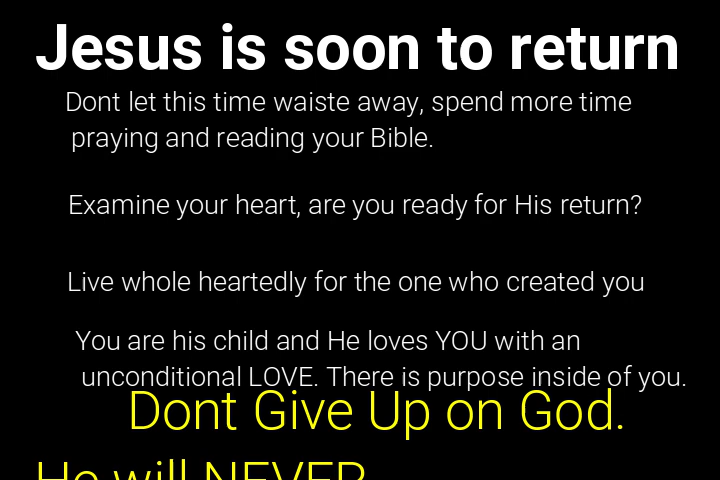 Jesus is soon to return
Dont let this time waiste away, spend more time
praying and reading your Bible.
Examine your heart, are you ready for His return?
Live whole heartedly for the one who created you
You are his child and He loves YOU with an
unconditional LOVE. There is purpose inside of you.
Dont Give Up on God.
He will NEVER